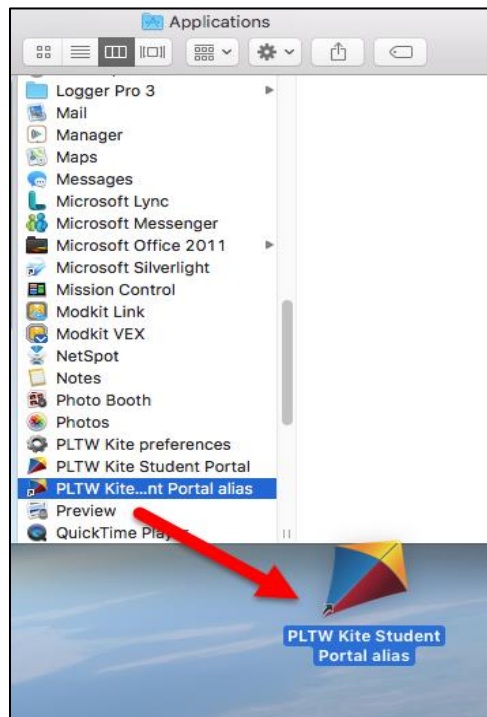 Applications
Logger Pro 3
Mail
Manager
Maps
Messages
Microsoft Lync
Microsoft Messenger
Microsoft Office 2011
Microsoft Silverlight
Mission Control
Modkit Link
Modkit VEX
NetSpot
Notes
Photo Booth
Photos
PLTW Kite preferences
PLTW Kite Student Portal
PLTW Kite...nt Portal alias
Preview
QuickTime Player
PLTW Kite Student
Portal alias